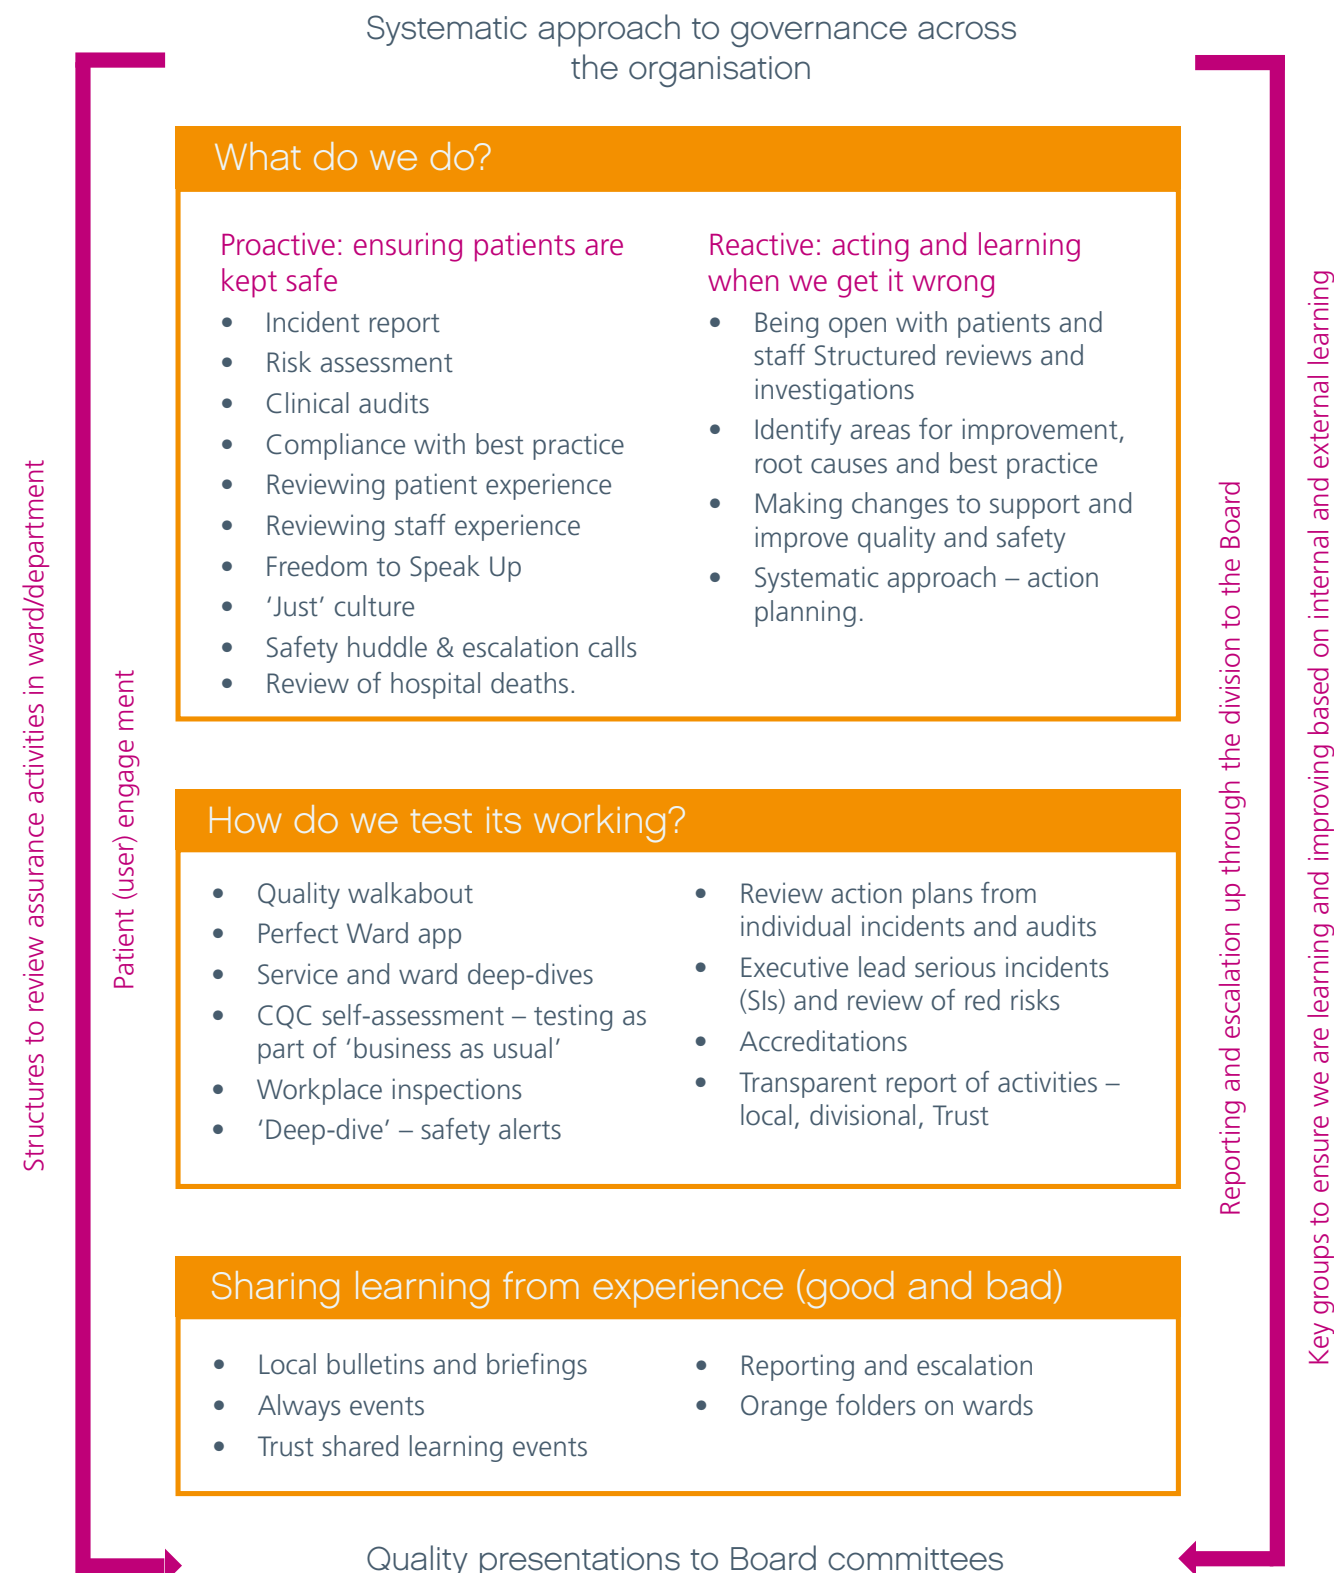 Systematic approach to governance across
the organisation
What do we do?
Proactive: ensuring patients are
kept safe
• Incident report
• Risk assessment
• Clinical audits
• Compliance with best practice
• Reviewing patient experience
• Reviewing staff experience
• Freedom to Speak Up
• ‘Just’ culture
• Safety huddle & escalation calls
• Review of hospital deaths.
Reactive: acting and learning
when we get it wrong
• Being open with patients and
staff Structured reviews and
investigations
• Identify areas for improvement,
root causes and best practice
• Making changes to support and
improve quality and safety
• Systematic approach – action
planning.
How do we test its working?
• Quality walkabout
• Perfect Ward app
• Service and ward deep-dives
• CQC self-assessment – testing as
part of ‘business as usual’
• Workplace inspections
• ‘Deep-dive’ – safety alerts
• Review action plans from
individual incidents and audits
• Executive lead serious incidents
(SIs) and review of red risks
• Accreditations
• Transparent report of activities –
local, divisional, Trust
Sharing learning from experience (good and bad)
• Local bulletins and briefings
• Always events
• Trust shared learning events
• Reporting and escalation
• Orange folders on wards
Quality presentations to Board committees
Structures to review assurance activities in ward/department
Patient (user) engage ment
Reporting and escalation up through the division to the Board
Key groups to ensure we are learning and improving based on internal and external learning